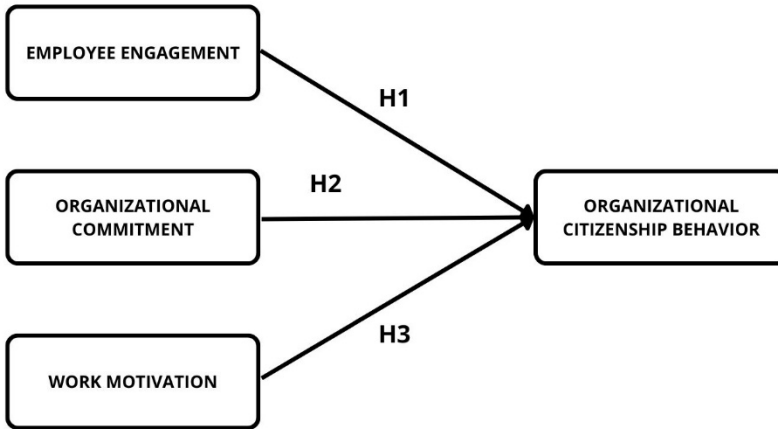 EMPLOYEE ENGAGEMENT
H1
ORGANIZATIONAL
COMMITMENT
H2
ORGANIZATIONAL
CITIZENSHIP BEHAVIOR
H3
WORK MOTIVATION